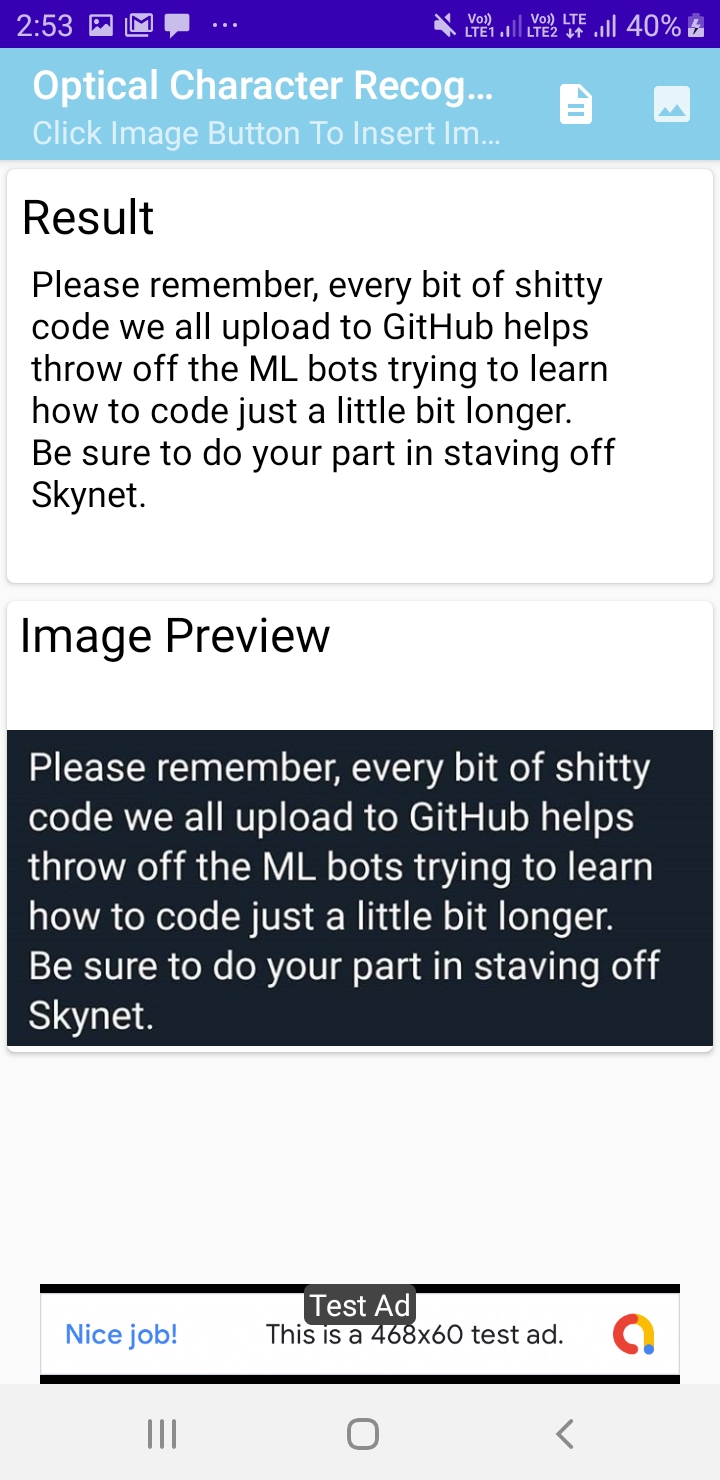 2:53 ... Vo)) LTE1 Vo)) LTE2 LTE 40%
Optical Character Recog...
Click Image Button To Insert Im...
Result
Please remember, every bit of shitty
code we all upload to GitHub helps
throw off the ML bots trying to learn
how to code just a little bit longer.
Be sure to do your part in staving off
Skynet.
Image Preview
Please remember, every bit of shitty
code we all upload to GitHub helps
throw off the ML bots trying to learn
how to code just a little bit longer.
Be sure to do your part in staving off
Skynet.
Test Ad
Nice job! This is a 468x60 test ad.